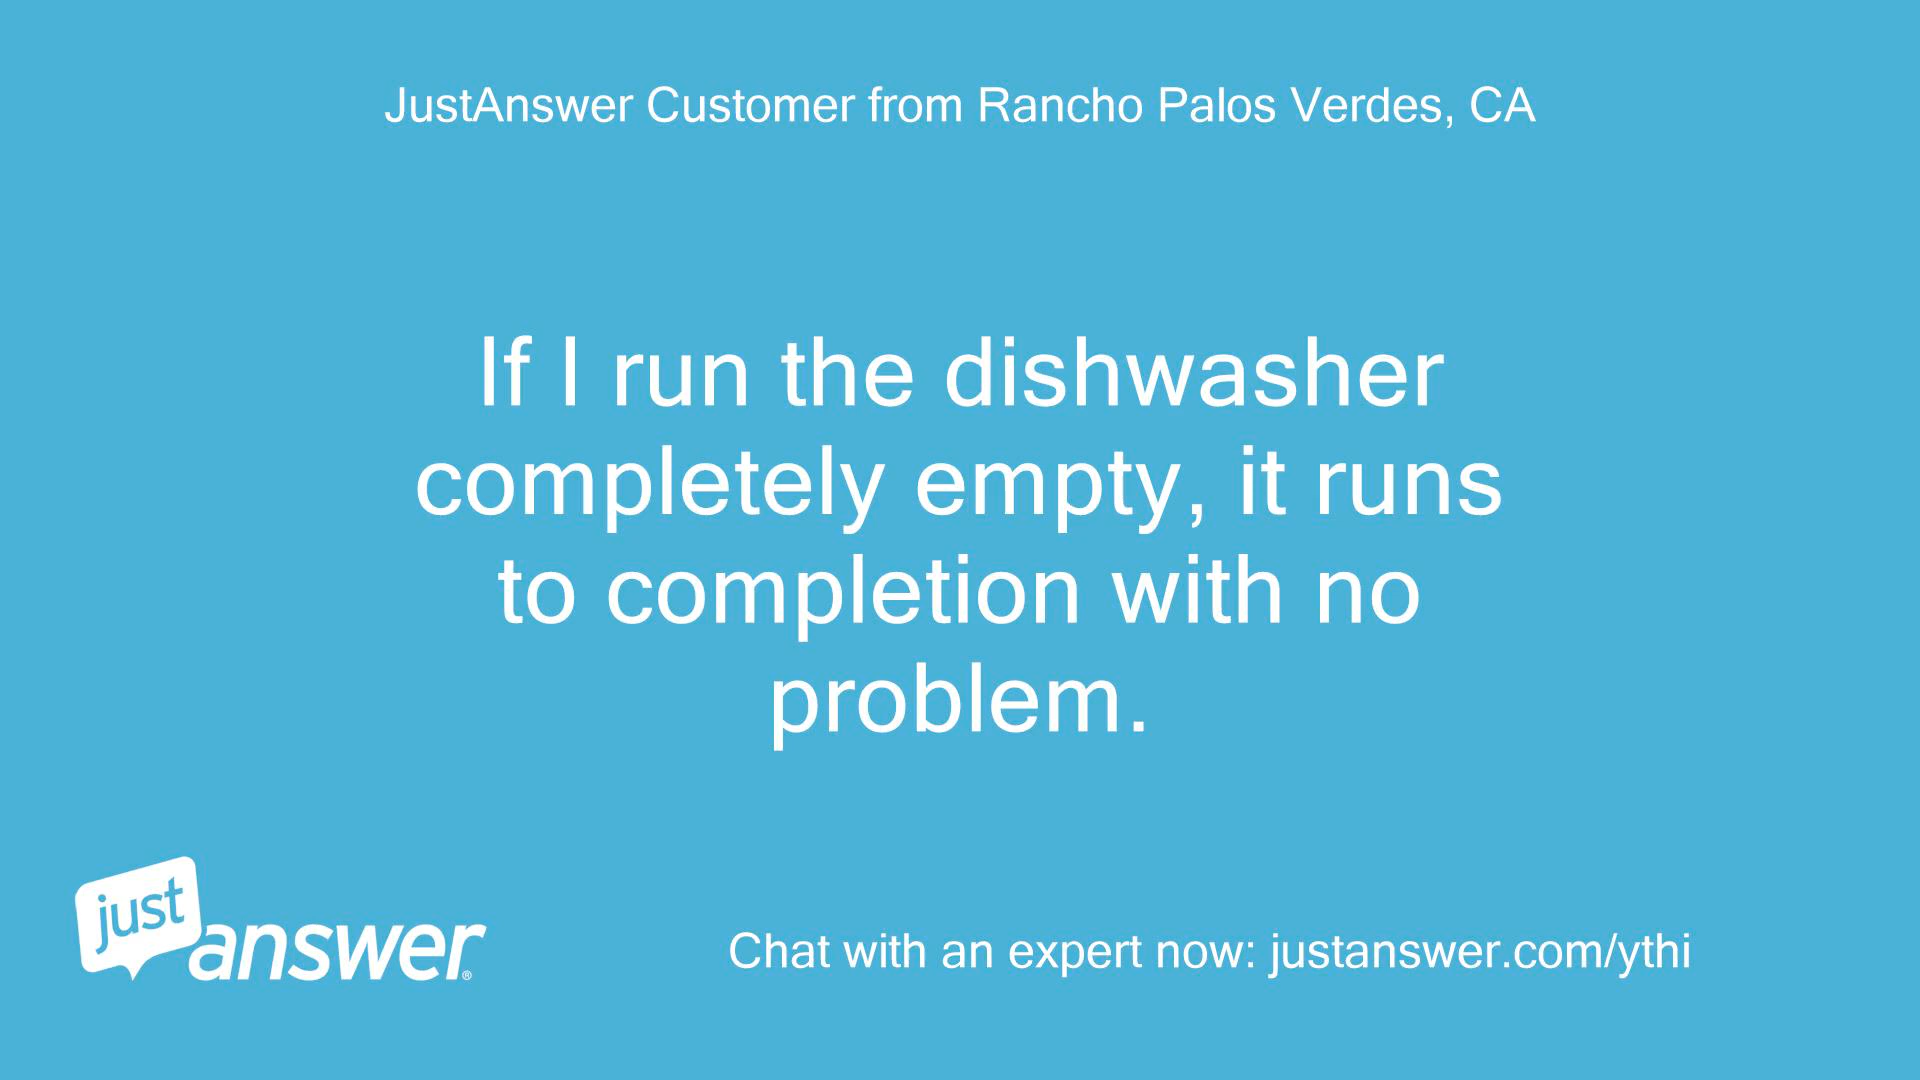 JustAnswer Customer from Rancho Palos Verdes, CA
If I run the dishwasher
completely empty, it runs
to completion with no
problem.
just
answer®
Chat with an expert now: justanswer.com/ythi